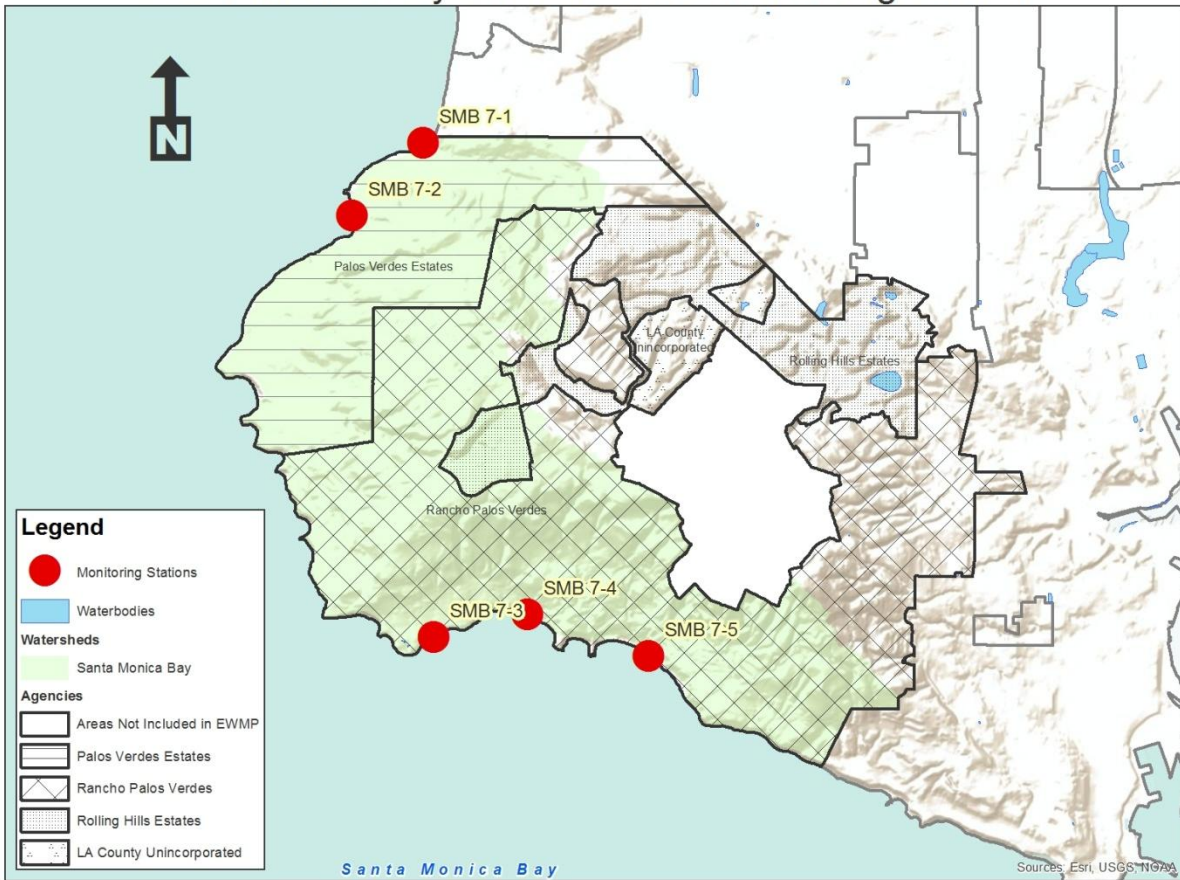 N
SMB 7-1
SMB 7-2
Palos Verdes Estates
LA County
Unincorporated
Rolling Hills Estates
Rancho Palos Verdes
SMB 7-4
SMB 7-3
SMB 7-5
Legend
Monitoring Stations
Waterbodies
Watersheds
Santa Monica Bay
Agencies
Areas Not Included in EWMP
Palos Verdes Estates
Rancho Palos Verdes
Rolling Hills Estates
LA County Unincorporated
Santa Monica Bay
Sources: Esri, USGS, NOAA